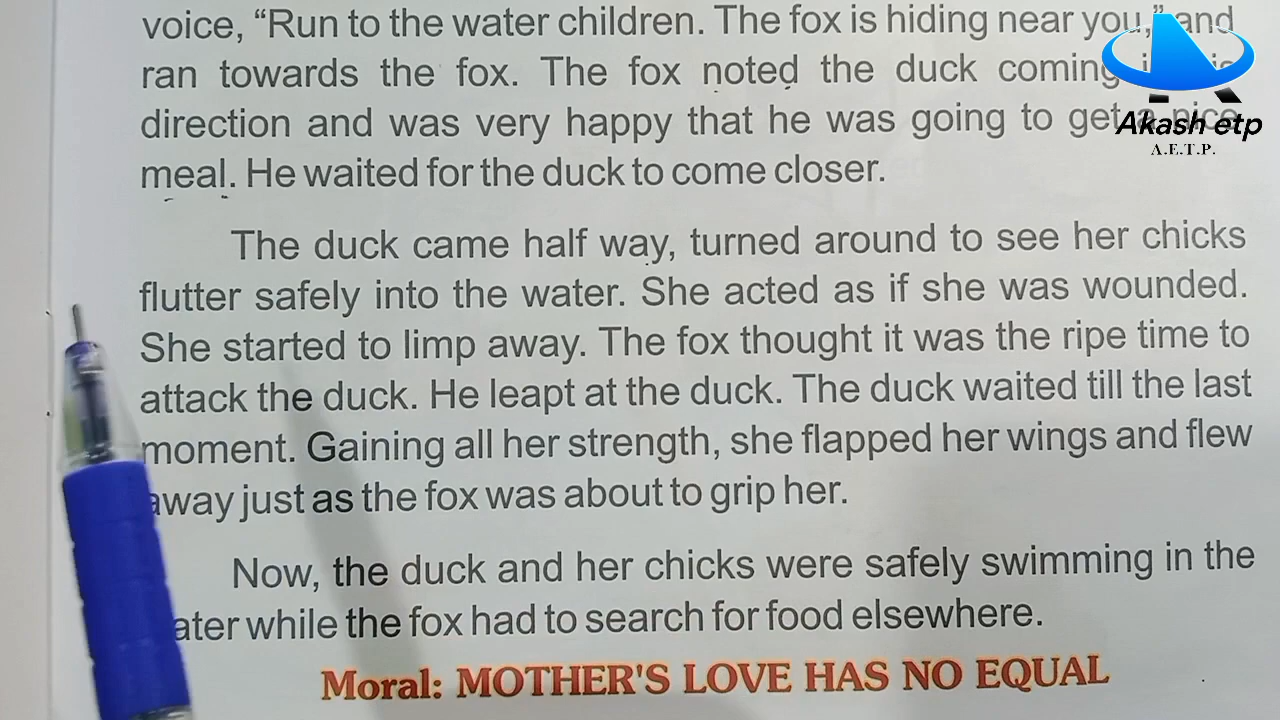 voice, “Run to the water children. The fox is hiding near you,” and
ran towards the fox. The fox noted the duck coming
direction and was very happy that he was going to get a nice
meal. He waited for the duck to come closer.
The duck came half way, turned around to see her chicks
flutter safely into the water. She acted as if she was wounded.
She started to limp away. The fox thought it was the ripe time to
attack the duck. He leapt at the duck. The duck waited till the last
moment. Gaining all her strength, she flapped her wings and flew
away just as the fox was about to grip her.
Now, the duck and her chicks were safely swimming in the
ater while the fox had to search for food elsewhere.
Moral: MOTHER'S LOVE HAS NO EQUAL
Akash etp
A.E.T.P.